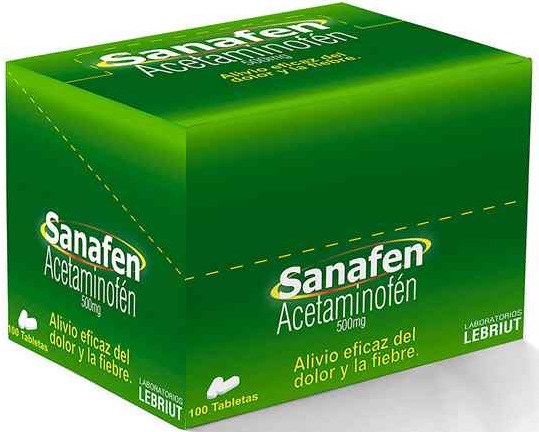 Sanafen
Acetaminofén
500mg
Alivio eficaz del
dolor y la fiebre.
Sanafen
Acetaminofén
500mg
Alivio eficaz del
dolor y la fiebre.
100 Tabletas
LABORATORIOS
LEBRIUT
Sanafen
Acetaminofén
500mg
Alivio eficaz del
dolor y la fiebre.
100 Tabletas
LABORATORIOS
LEBRIUT